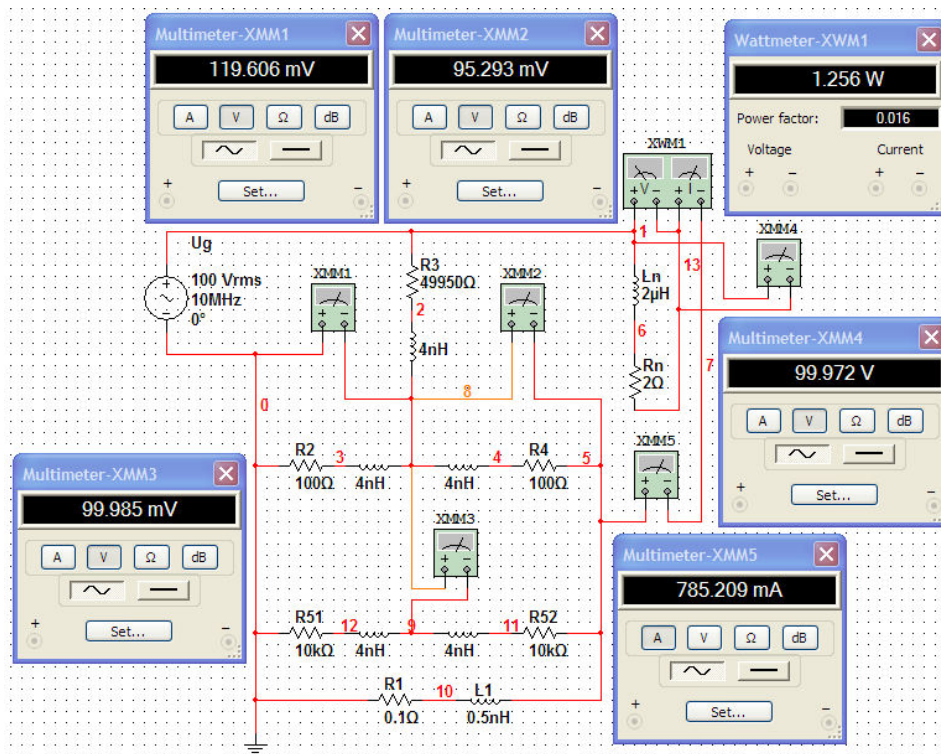 Multimeter-XMM1
119.606 mV
A V Ω dB
+ Set... -
Multimeter-XMM2
95.293 mV
A V Ω dB
+ Set... -
Wattmeter-XWM1
1.256 W
Power factor: 0.016
Voltage Current
+ - + -
XWM1
+V- +I-
XMM4
+ -
Ug
+
-
100 Vrms
10MHz
0°
XMM1
+ -
R3
49950Ω
2
4nH
XMM2
+ -
1
13
Ln
2µH
6
Rn
2Ω
7
Multimeter-XMM4
99.972 V
A V Ω dB
+ Set... -
0
8
R2
100Ω
3
4nH
4nH
4
R4
100Ω
5
XMM5
+ -
Multimeter-XMM3
99.985 mV
A V Ω dB
+ Set... -
XMM3
+ -
Multimeter-XMM5
785.209 mA
A V Ω dB
+ Set... -
R51
10kΩ
12
4nH
9
4nH
11
R52
10kΩ
R1
0.1Ω
10
L1
0.5nH